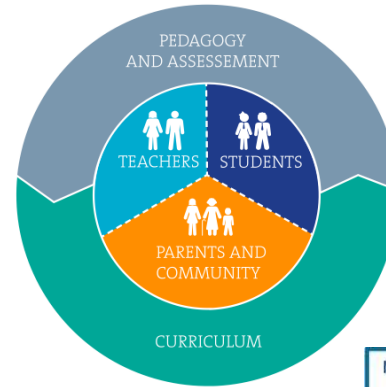 PEDAGOGY
AND ASSESSEMENT
TEACHERS
STUDENTS
PARENTS AND
COMMUNITY
CURRICULUM